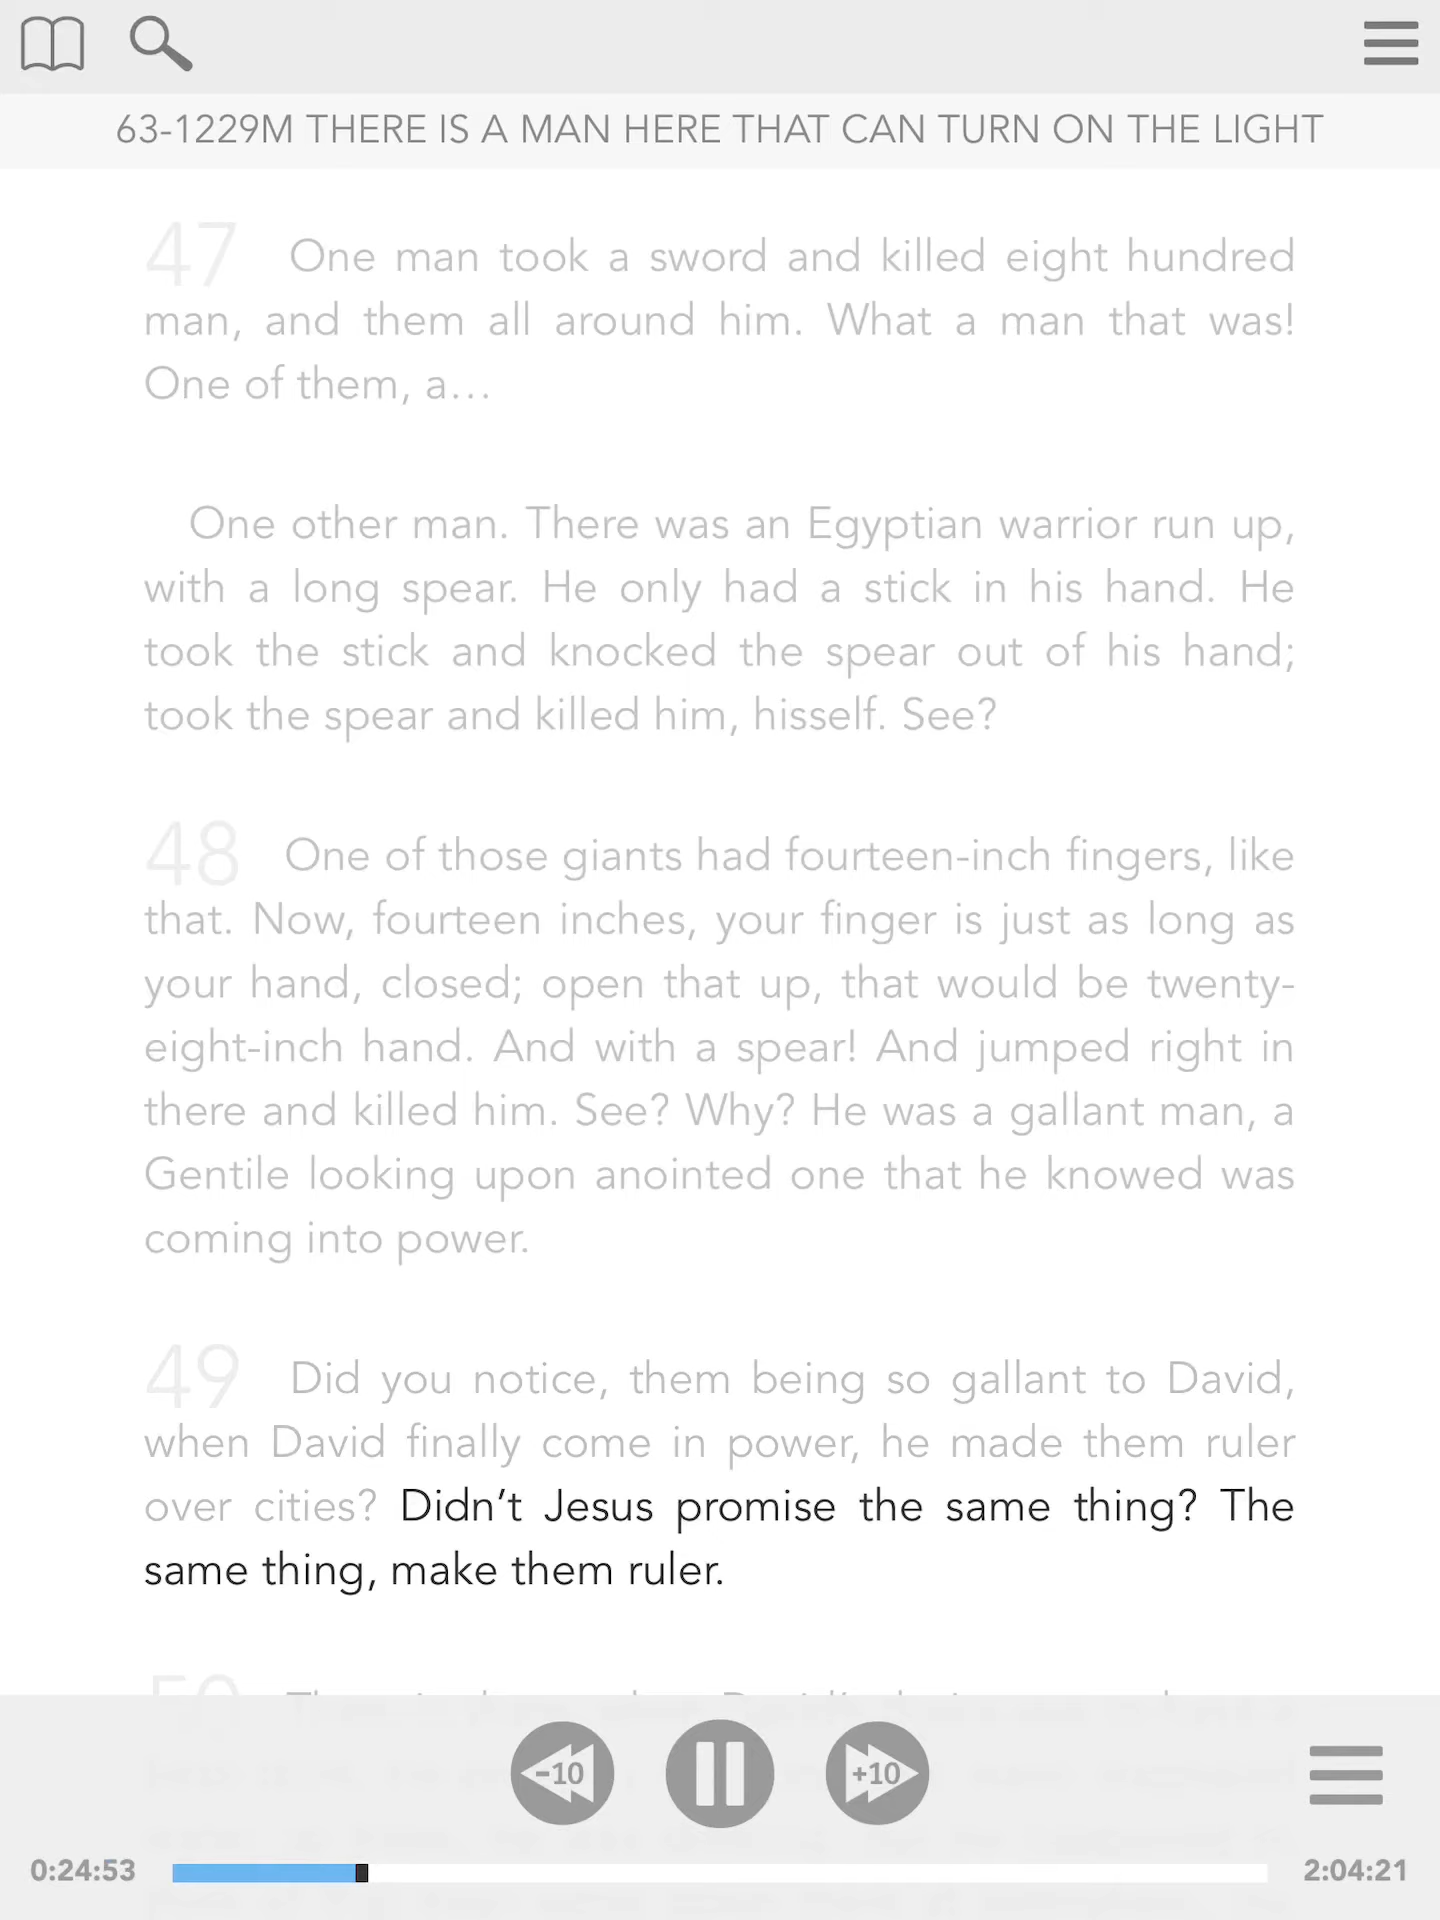 63-1229M THERE IS A MAN HERE THAT CAN TURN ON THE LIGHT
47 One man took a sword and killed eight hundred
man, and them all around him. What a man that was!
One of them, a…
One other man. There was an Egyptian warrior run up,
with a long spear. He only had a stick in his hand. He
took the stick and knocked the spear out of his hand;
took the spear and killed him, hisself. See?
48 One of those giants had fourteen-inch fingers, like
that. Now, fourteen inches, your finger is just as long as
your hand, closed; open that up, that would be twenty-
eight-inch hand. And with a spear! And jumped right in
there and killed him. See? Why? He was a gallant man, a
Gentile looking upon anointed one that he knowed was
coming into power.
49 Did you notice, them being so gallant to David,
when David finally come in power, he made them ruler
over cities? Didn’t Jesus promise the same thing? The
same thing, make them ruler.
50
-10 +10
0:24:53 2:04:21